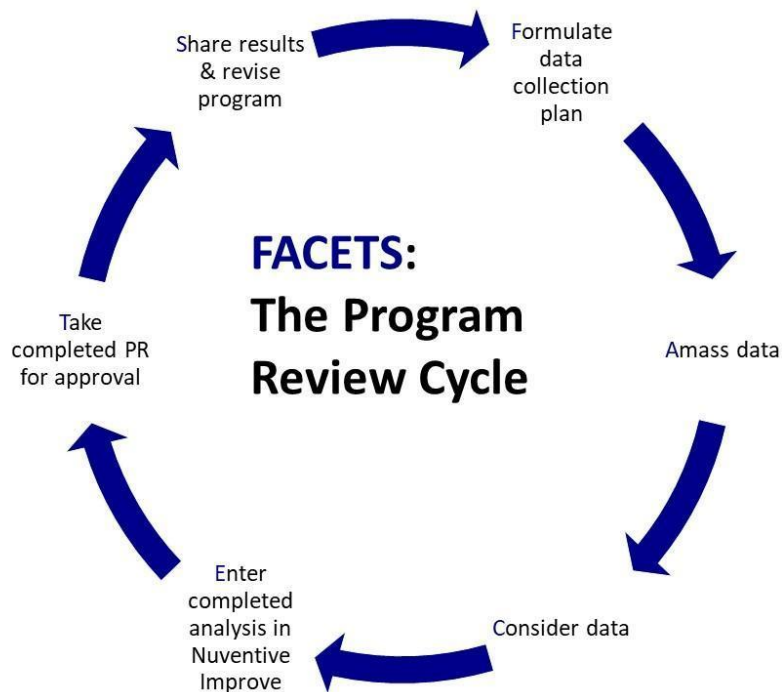 FACETS:
The Program
Review Cycle
Formulate
data
collection
plan
Amass data
Consider data
Enter
completed
analysis in
Nuventive
Improve
Take
completed PR
for approval
Share results
& revise
program